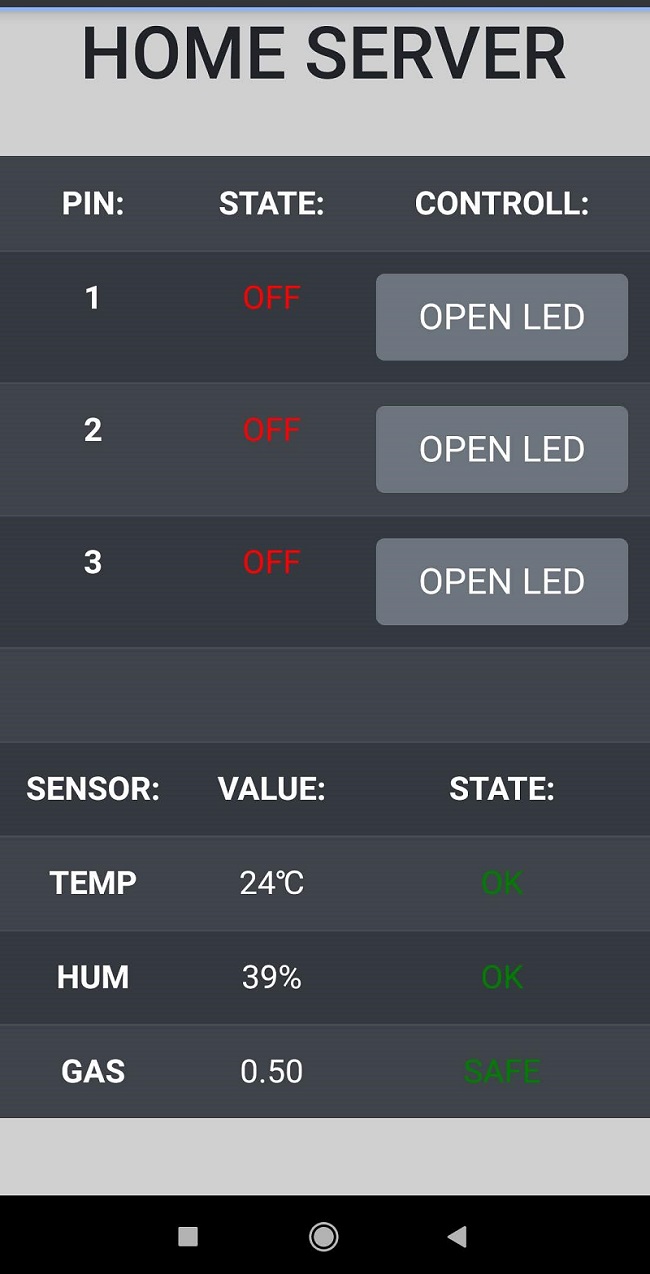 HOME SERVER
PIN: STATE: CONTROLL:
1 OFF OPEN LED
2 OFF OPEN LED
3 OFF OPEN LED
SENSOR: VALUE: STATE:
TEMP 24℃ OK
HUM 39% OK
GAS 0.50 SAFE